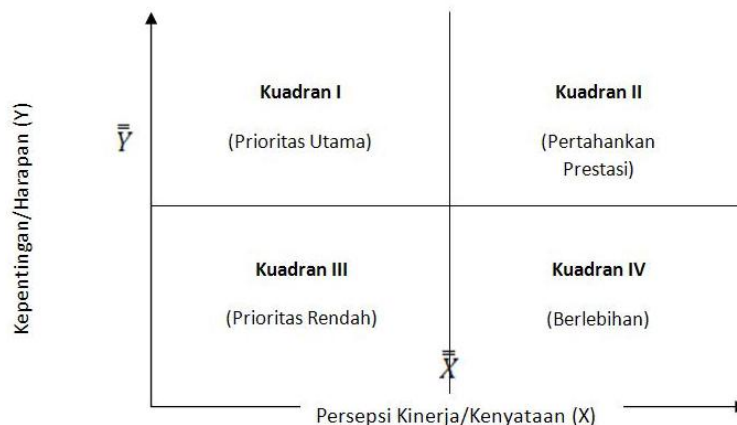 Kepentingan/Harapan (Y)
Y̿
Kuadran I
(Prioritas Utama)
Kuadran II
(Pertahankan
Prestasi)
Kuadran III
(Prioritas Rendah)
Kuadran IV
(Berlebihan)
X̿
Persepsi Kinerja/Kenyataan (X)